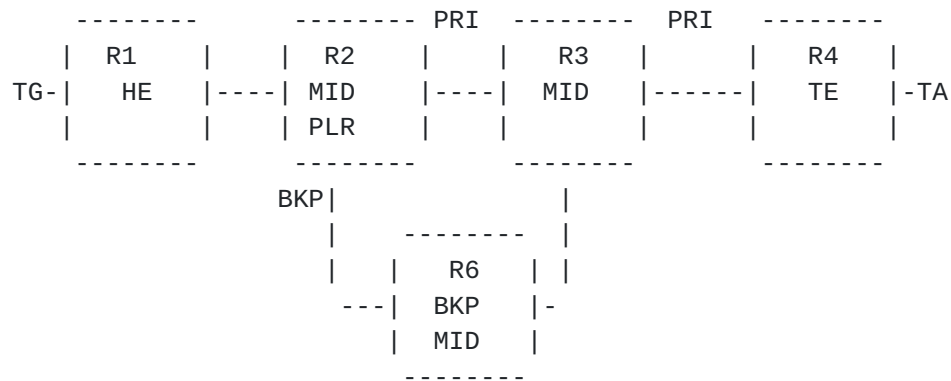 -------- -------- PRI -------- PRI --------
| R1 | | R2 | | R3 | | R4 |
TG-| HE |----| MID |----| MID |------| TE |-TA
| | | PLR | | | | |
-------- -------- -------- --------
BKP| |
| -------- |
| | R6 | |
---| BKP |-
| MID |
--------